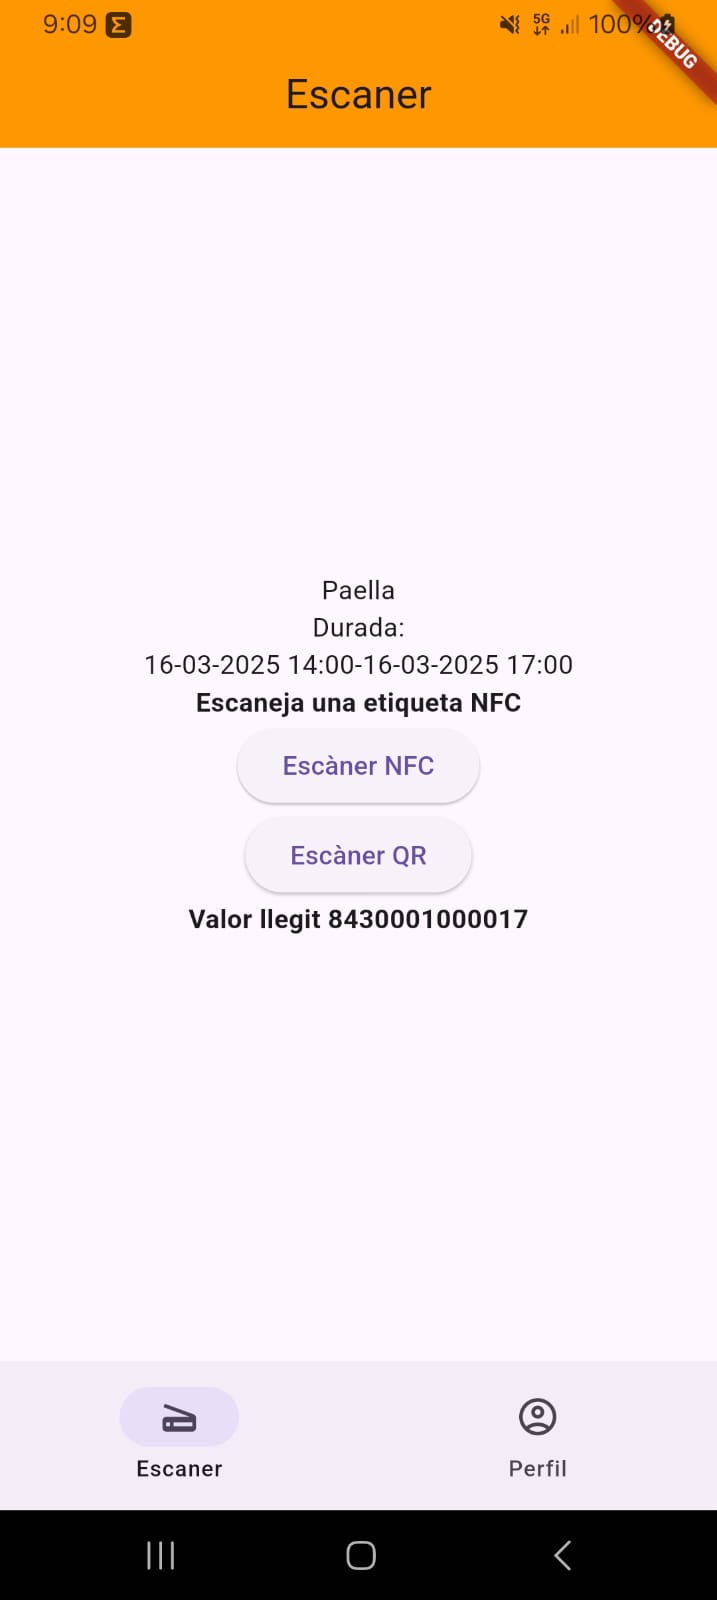 9:09 Σ 5G 100%
DEBUG
Escaner
Paella
Durada:
16-03-2025 14:00-16-03-2025 17:00
Escaneja una etiqueta NFC
Escàner NFC
Escàner QR
Valor llegit 8430001000017
Escaner
Perfil